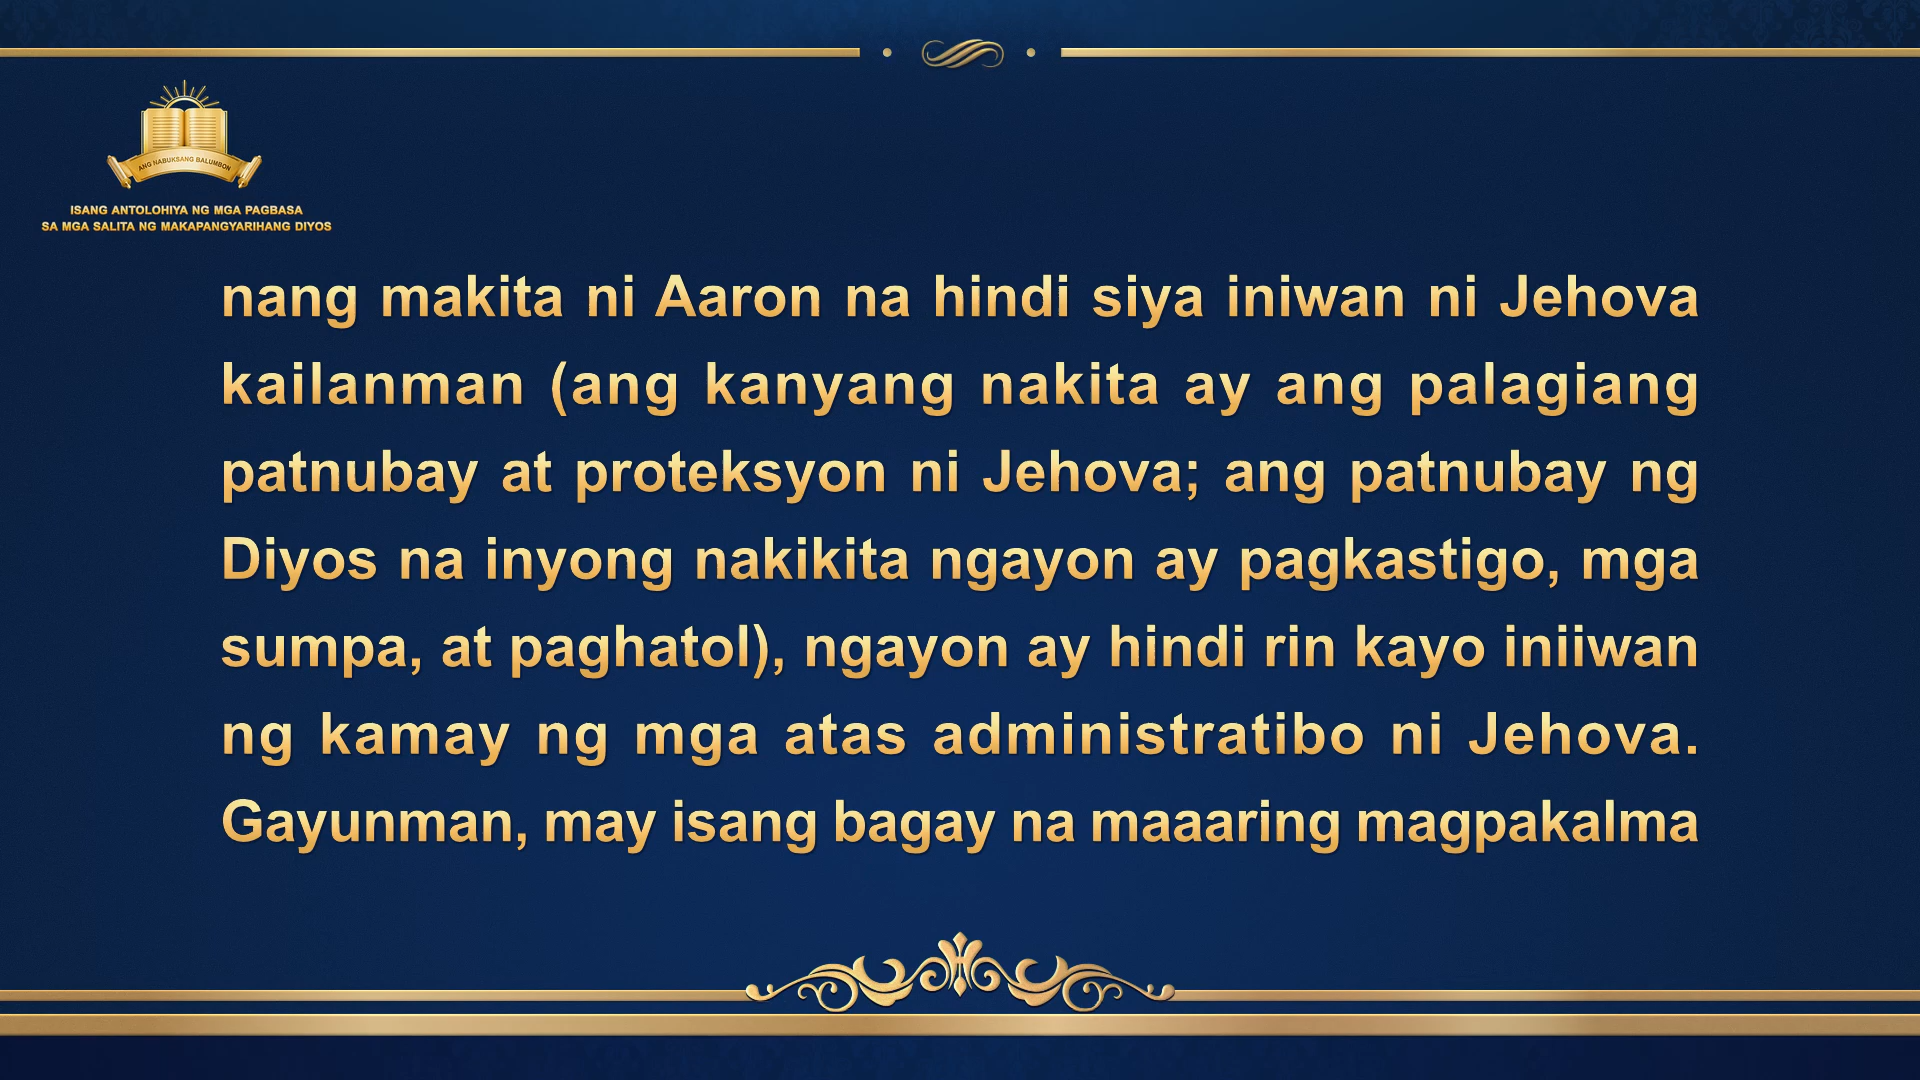 ANG NABUKSANG BALUMBON
ISANG ANTOLOHIYA NG MGA PAGBASA
SA MGA SALITA NG MAKAPANGYARIHANG DIYOS
nang makita ni Aaron na hindi siya iniwan ni Jehova
kailanman (ang kanyang nakita ay ang palagiang
patnubay at proteksyon ni Jehova; ang patnubay ng
Diyos na inyong nakikita ngayon ay pagkastigo, mga
sumpa, at paghatol), ngayon ay hindi rin kayo iniiwan
ng kamay ng mga atas administratibo ni Jehova.
Gayunman, may isang bagay na maaaring magpakalma